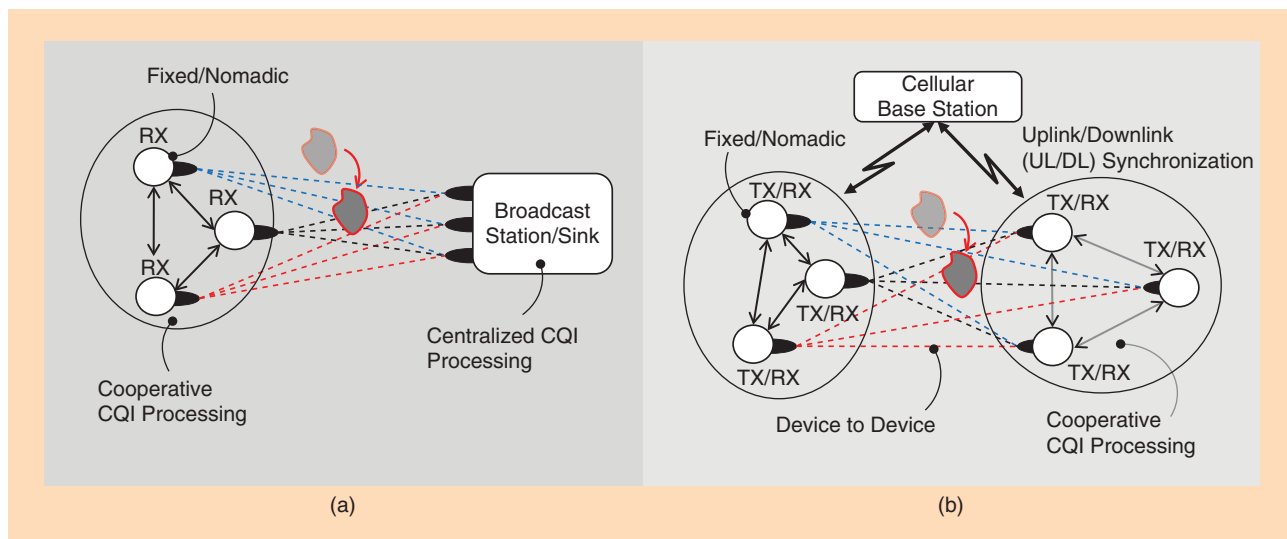 Fixed/Nomadic
RX
RX
RX
Broadcast
Station/Sink
Centralized CQI
Processing
Cooperative
CQI Processing
(a)
Cellular
Base Station
Fixed/Nomadic
Uplink/Downlink
(UL/DL) Synchronization
TX/RX
TX/RX
TX/RX
TX/RX
TX/RX
TX/RX
Device to Device
Cooperative
CQI Processing
(b)